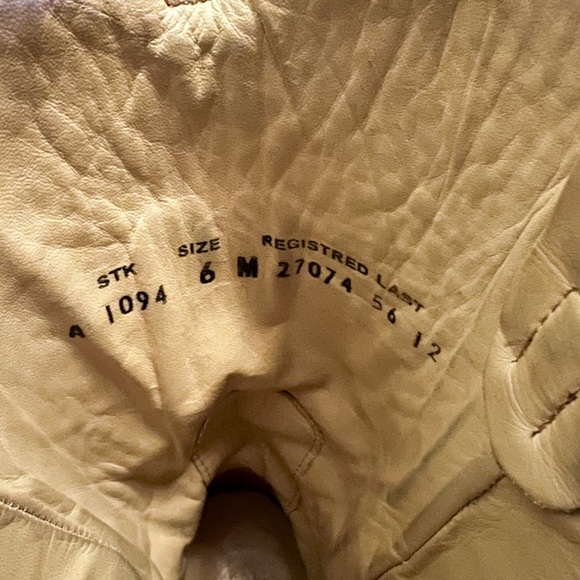 STK SIZE REGISTRED LAST
A 1094 6 M 27074 56 12